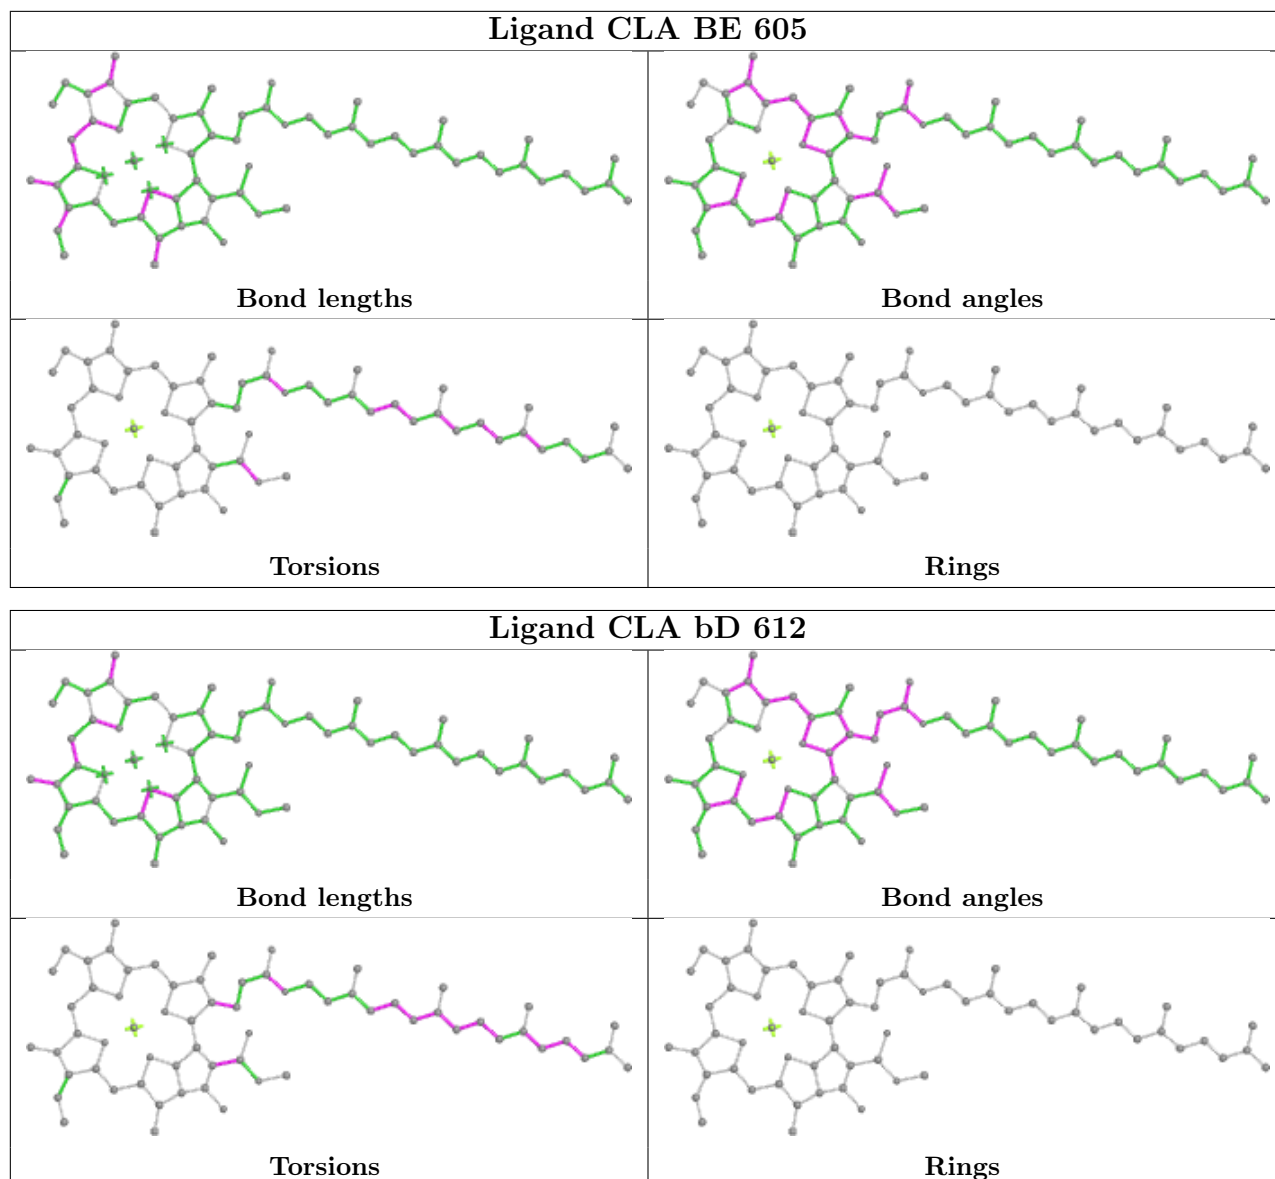 Ligand CLA BE 605
Bond lengths
Bond angles
Torsions
Rings
Ligand CLA bD 612
Bond lengths
Bond angles
Torsions
Rings